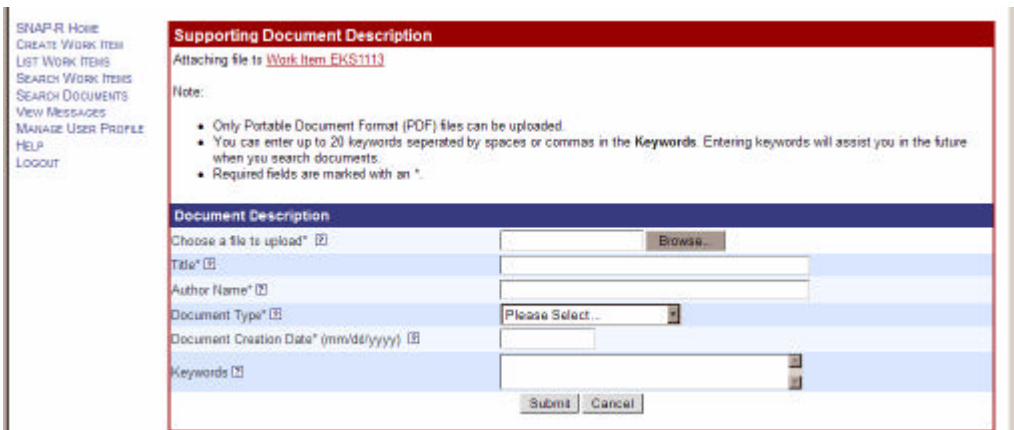 SNAP-R Home
Create Work Item
List Work Items
Search Work Items
Search Documents
View Messages
Manage User Profile
Help
Logout
Supporting Document Description
Attaching file to Work Item EKS1113
Note:
• Only Portable Document Format (PDF) files can be uploaded.
• You can enter up to 20 keywords seperated by spaces or commas in the Keywords. Entering keywords will assist you in the future
when you search documents.
• Required fields are marked with an *.
Document Description
Choose a file to upload* [?] Browse...
Title* [?]
Author Name* [?]
Document Type* [?] Please Select...
Document Creation Date* (mm/dd/yyyy) [?]
Keywords [?]
Submit Cancel